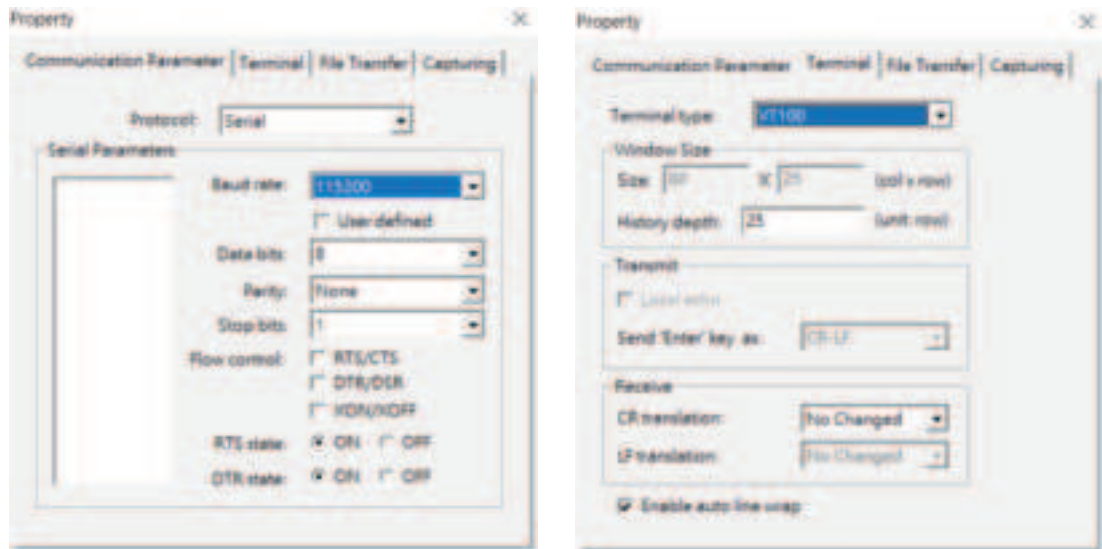 Property
Communication Parameter Terminal File Transfer Capturing
Protocol: Serial
Serial Parameters
Baud rate: 115200
User defined
Data bits: 8
Parity: None
Stop bits: 1
Flow control: RTS/CTS
DTR/DSR
XON/XOFF
RTS state: ON OFF
DTR state: ON OFF
Property
Communication Parameter Terminal File Transfer Capturing
Terminal type: VT100
Window Size
Size: 80 X 25 (col x row)
History depth: 25 (unit: row)
Transmit
Local echo
Send 'Enter' key as: CR-LF
Receive
CR translation: No Changed
LF translation: No Changed
Enable auto line wrap